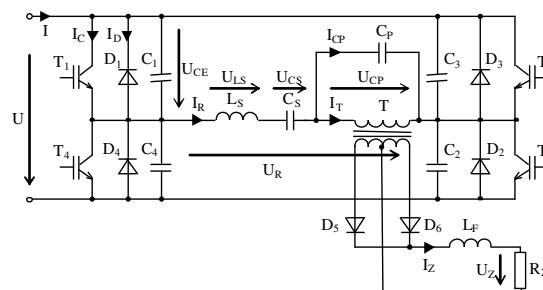 I I_C I_D C_P
T_1 D_1 C_1 U_CE I_CP C_3 D_3
U_LS U_CS U_CP
U I_R L_S C_S I_T T
T_4 D_4 C_4 U_R C_2 D_2
D_5 D_6 L_F
I_Z U_Z